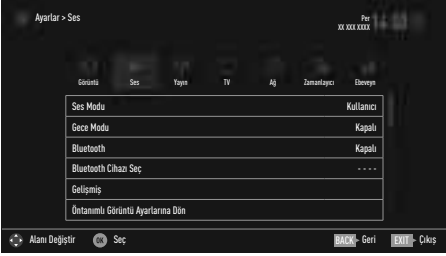 Ayarlar > Ses
Per
XX XXX XXXX
Görüntü Ses Yayın TV Ağ Zamanlayıcı Ebeveyn
Ses Modu Kullanıcı
Gece Modu Kapalı
Bluetooth Kapalı
Bluetooth Cihazı Seç - - - -
Gelişmiş
Öntanımlı Görüntü Ayarlarına Dön
Alanı Değiştir OK Seç BACK Geri EXIT Çıkış